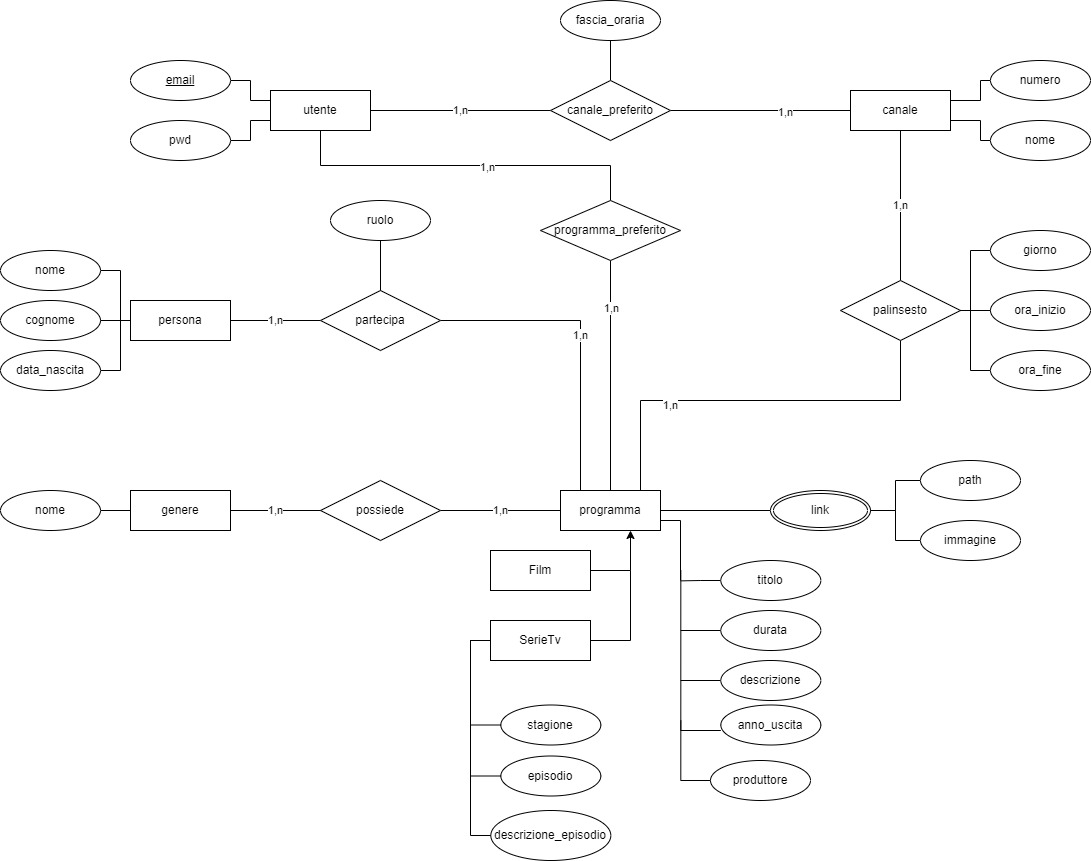 fascia_oraria
email
numero
utente
1,n
canale_preferito
1,n
canale
pwd
nome
1,n
1,n
ruolo
programma_preferito
nome
giorno
cognome
persona
1,n
partecipa
1,n
1,n
palinsesto
ora_inizio
data_nascita
ora_fine
1,n
nome
genere
1,n
possiede
1,n
programma
link
path
immagine
Film
titolo
SerieTv
durata
descrizione
stagione
anno_uscita
episodio
produttore
descrizione_episodio